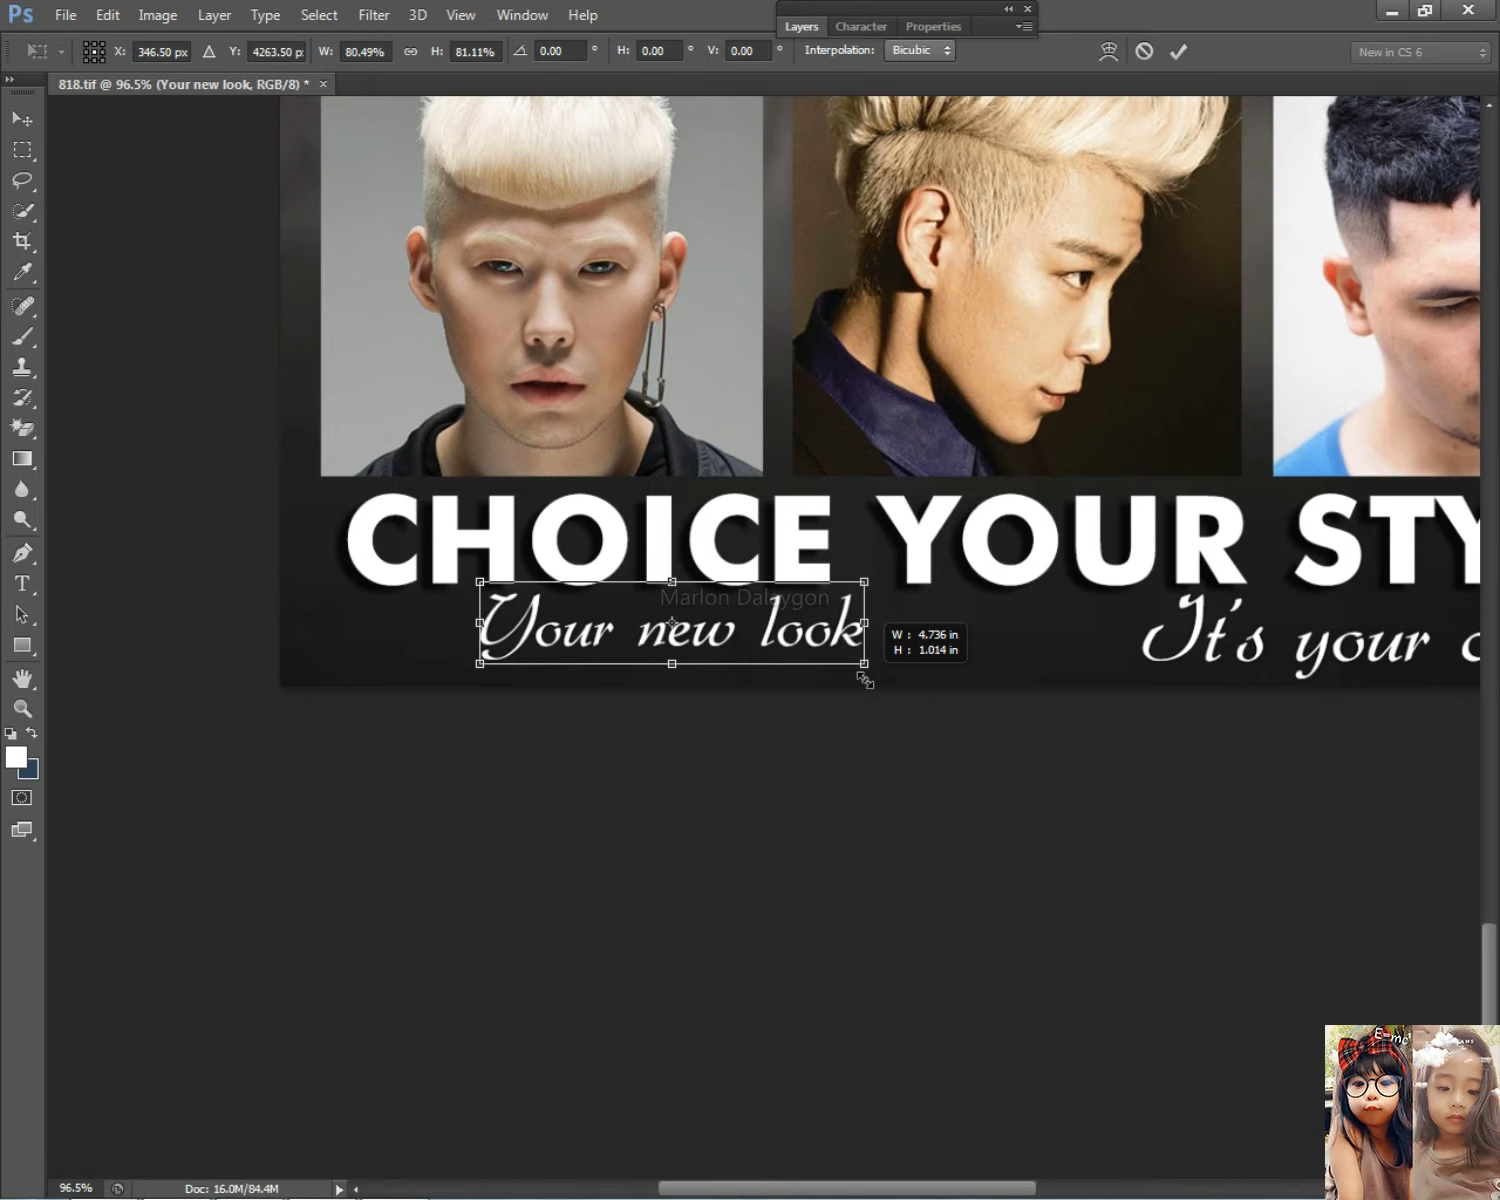 Ps File Edit Image Layer Type Select Filter 3D View Window Help
Layers Character Properties
X: 346.50 px Y: 4263.50 p W: 80.49% H: 81.11% 0.00 ° H: 0.00 ° V: 0.00 ° Interpolation: Bicubic New in CS 6
818.tif @ 96.5% (Your new look, RGB/8) * ×
CHOICE YOUR STY
Marlon Dalaygon
Your new look
W : 4.736 in
H : 1.014 in
It's your c
T
E=mc²
96.5% Doc: 16.0M/84.4M